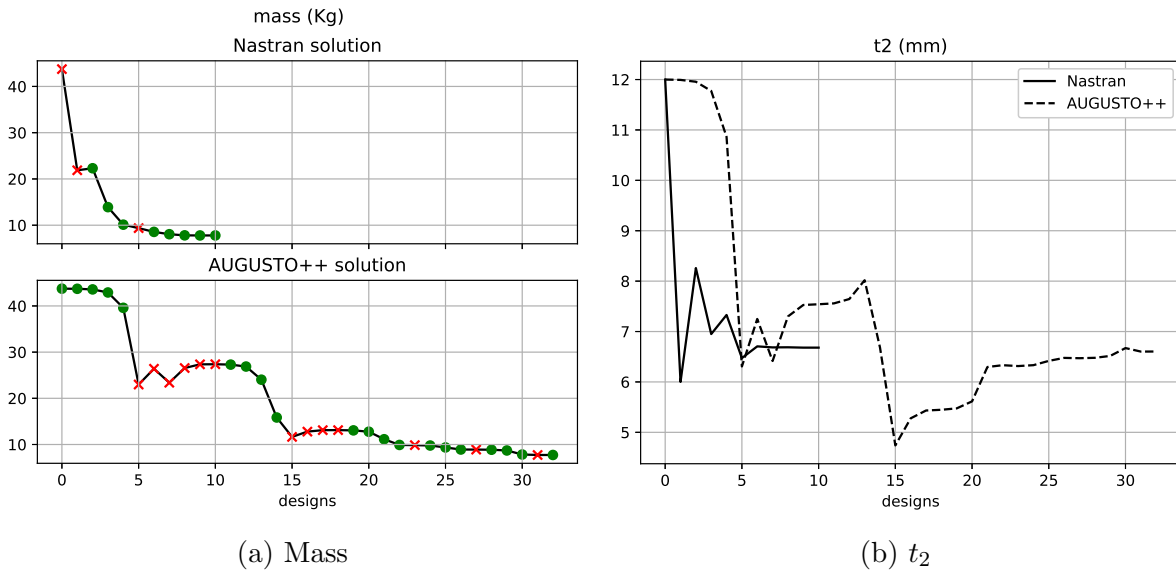 mass (Kg)
Nastran solution
40
30
20
10
AUGUSTO++ solution
40
30
20
10
0 5 10 15 20 25 30
designs
(a) Mass
t2 (mm)
Nastran
AUGUSTO++
12
11
10
9
8
7
6
5
0 5 10 15 20 25 30
designs
(b) t₂